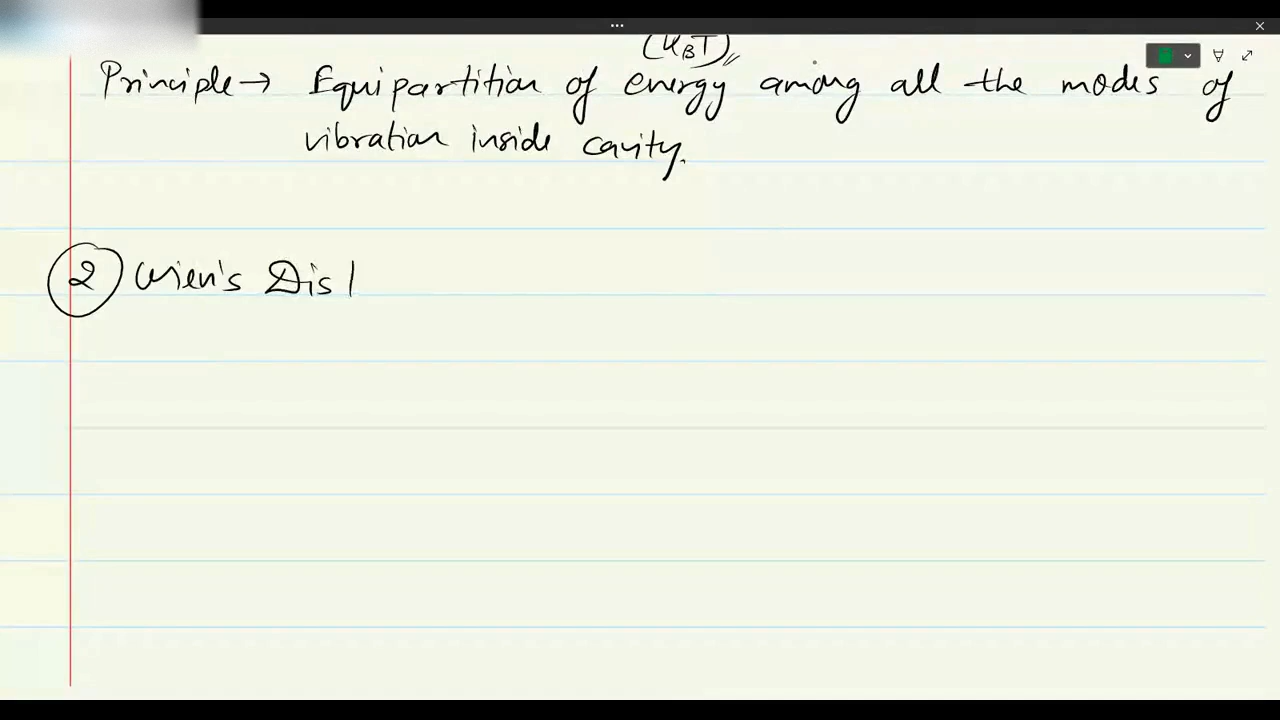 (KBT)
Principle → Equipartition of energy among all the modes of
vibration inside cavity.
2 Wien's Dis